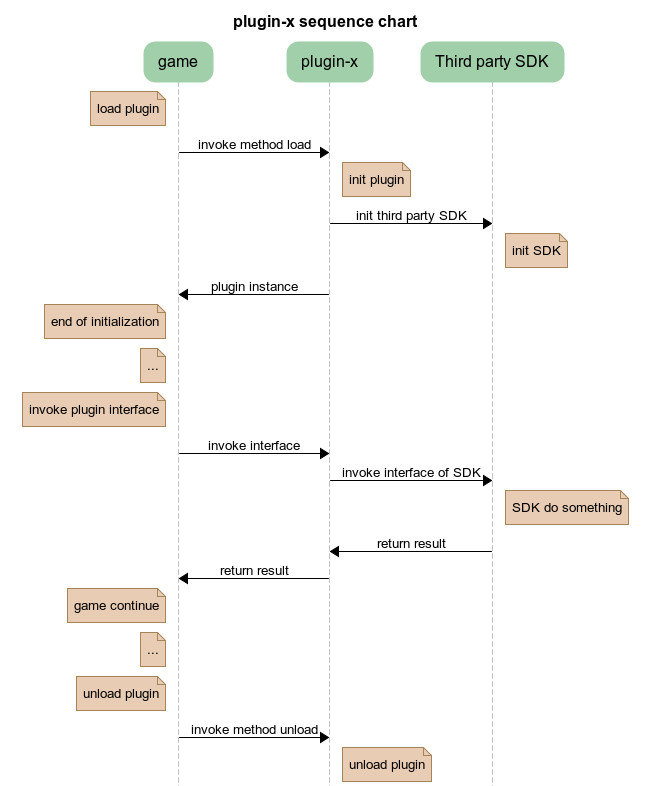 plugin-x sequence chart
game
plugin-x
Third party SDK
load plugin
invoke method load
init plugin
init third party SDK
init SDK
plugin instance
end of initialization
...
invoke plugin interface
invoke interface
invoke interface of SDK
SDK do something
return result
return result
game continue
...
unload plugin
invoke method unload
unload plugin